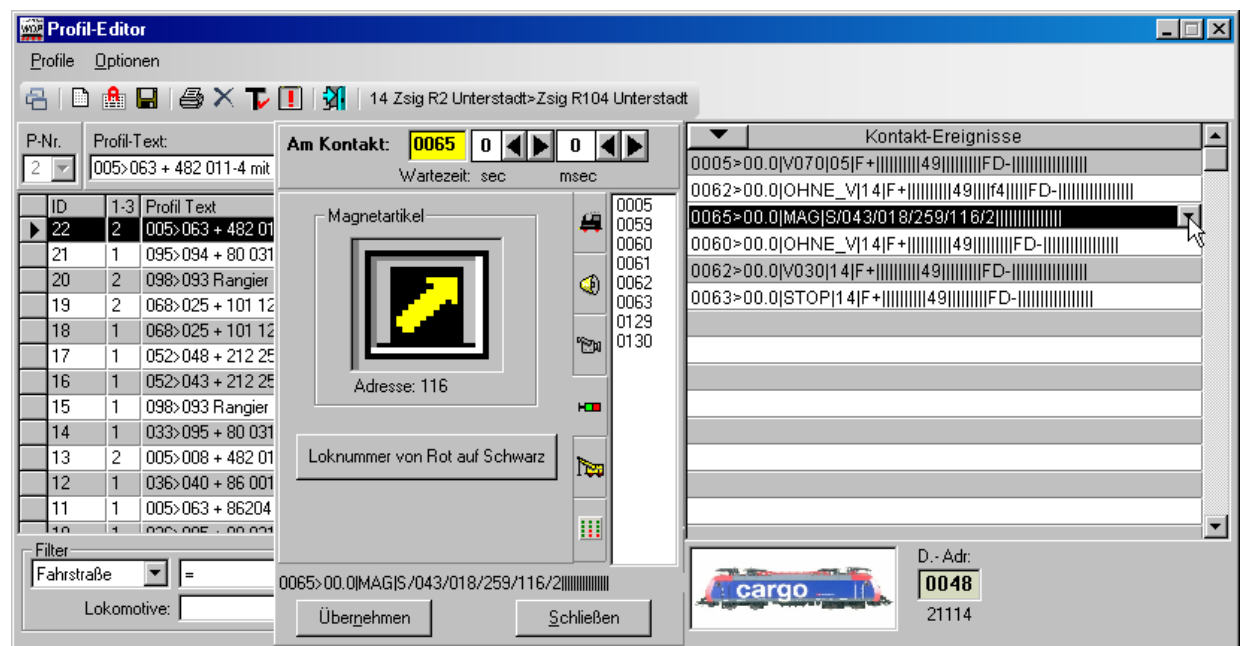 Profil-Editor
Profile Optionen
14 Zsig R2 Unterstadt>Zsig R104 Unterstadt
P-Nr. Profil-Text:
2 005>063 + 482 011-4 mit
ID 1-3 Profil Text
22 2 005>063 + 482 01
21 1 095>094 + 80 031
20 2 098>093 Rangier
19 2 068>025 + 101 12
18 1 068>025 + 101 12
17 1 052>048 + 212 25
16 1 052>043 + 212 25
15 1 098>093 Rangier
14 1 033>095 + 80 031
13 2 005>008 + 482 01
12 1 036>040 + 86 001
11 1 005>063 + 86204
Filter
Fahrstraße =
Lokomotive:
Am Kontakt: 0065 0 0
Wartezeit: sec msec
Magnetartikel
Adresse: 116
Loknummer von Rot auf Schwarz
0005
0059
0060
0061
0062
0063
0129
0130
0065>00.0|MAG|S/043/018/259/116/2||||||||||||||
Übernehmen Schließen
Kontakt-Ereignisse
0005>00.0|V070|05|F+||||||||||49|||||||||FD-||||||||||||||||
0062>00.0|OHNE_V|14|F+||||||||||49||||f4|||||FD-||||||||||||||||
0065>00.0|MAG|S/043/018/259/116/2||||||||||||||
0060>00.0|OHNE_V|14|F+||||||||||49|||||||||FD-||||||||||||||||
0062>00.0|V030|14|F+||||||||||49|||||||||FD-||||||||||||||||
0063>00.0|STOP|14|F+||||||||||49|||||||||FD-||||||||||||||||
cargo
D.- Adr:
0048
21114